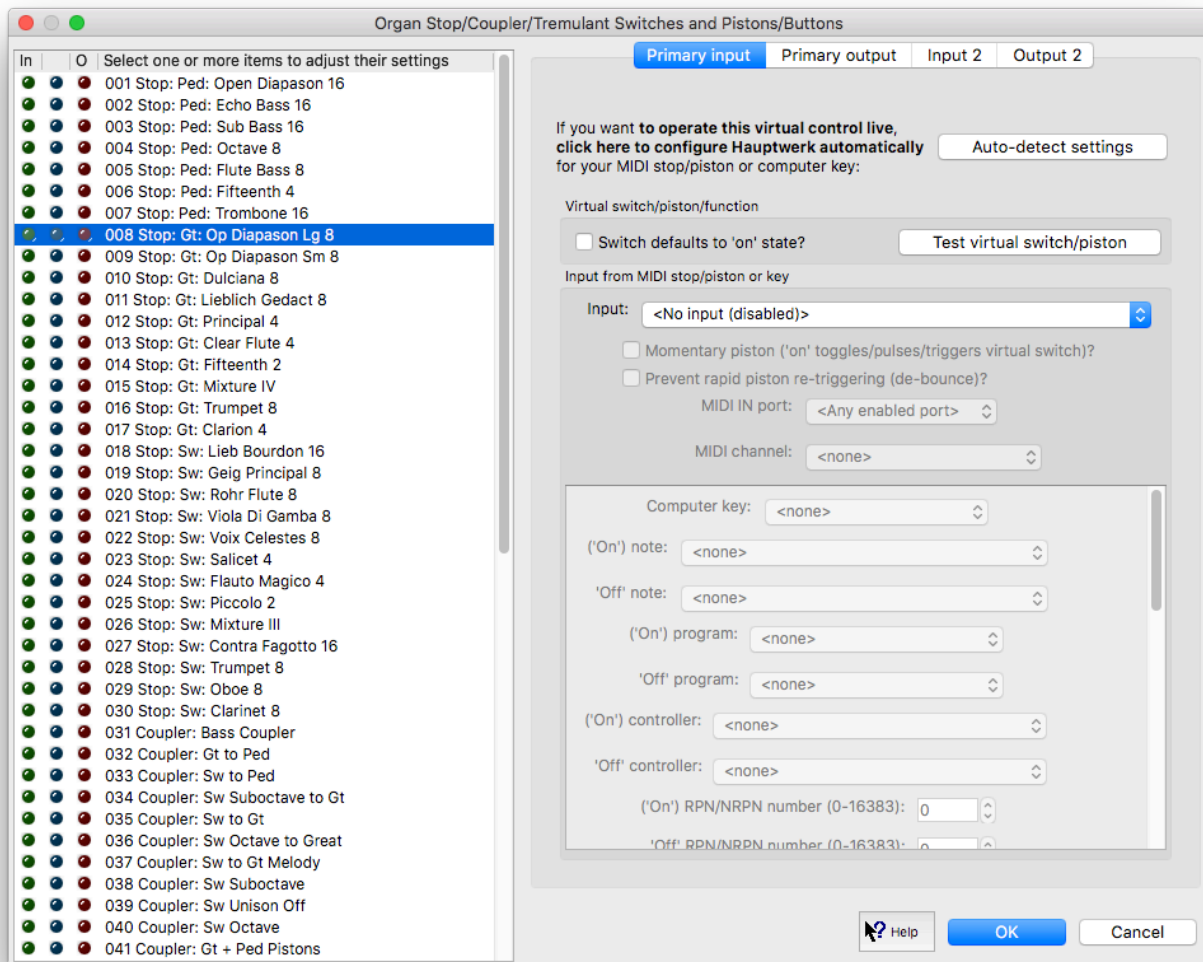 Organ Stop/Coupler/Tremulant Switches and Pistons/Buttons
In O Select one or more items to adjust their settings
001 Stop: Ped: Open Diapason 16
002 Stop: Ped: Echo Bass 16
003 Stop: Ped: Sub Bass 16
004 Stop: Ped: Octave 8
005 Stop: Ped: Flute Bass 8
006 Stop: Ped: Fifteenth 4
007 Stop: Ped: Trombone 16
008 Stop: Gt: Op Diapason Lg 8
009 Stop: Gt: Op Diapason Sm 8
010 Stop: Gt: Dulciana 8
011 Stop: Gt: Lieblich Gedact 8
012 Stop: Gt: Principal 4
013 Stop: Gt: Clear Flute 4
014 Stop: Gt: Fifteenth 2
015 Stop: Gt: Mixture IV
016 Stop: Gt: Trumpet 8
017 Stop: Gt: Clarion 4
018 Stop: Sw: Lieb Bourdon 16
019 Stop: Sw: Geig Principal 8
020 Stop: Sw: Rohr Flute 8
021 Stop: Sw: Viola Di Gamba 8
022 Stop: Sw: Voix Celestes 8
023 Stop: Sw: Salicet 4
024 Stop: Sw: Flauto Magico 4
025 Stop: Sw: Piccolo 2
026 Stop: Sw: Mixture III
027 Stop: Sw: Contra Fagotto 16
028 Stop: Sw: Trumpet 8
029 Stop: Sw: Oboe 8
030 Stop: Sw: Clarinet 8
031 Coupler: Bass Coupler
032 Coupler: Gt to Ped
033 Coupler: Sw to Ped
034 Coupler: Sw Suboctave to Gt
035 Coupler: Sw to Gt
036 Coupler: Sw Octave to Great
037 Coupler: Sw to Gt Melody
038 Coupler: Sw Suboctave
039 Coupler: Sw Unison Off
040 Coupler: Sw Octave
041 Coupler: Gt + Ped Pistons
Primary input Primary output Input 2 Output 2
If you want to operate this virtual control live,
click here to configure Hauptwerk automatically
for your MIDI stop/piston or computer key:
Auto-detect settings
Virtual switch/piston/function
Switch defaults to 'on' state? Test virtual switch/piston
Input from MIDI stop/piston or key
Input: <No input (disabled)>
Momentary piston ('on' toggles/pulses/triggers virtual switch)?
Prevent rapid piston re-triggering (de-bounce)?
MIDI IN port: <Any enabled port>
MIDI channel: <none>
Computer key: <none>
('On') note: <none>
'Off' note: <none>
('On') program: <none>
'Off' program: <none>
('On') controller: <none>
'Off' controller: <none>
('On') RPN/NRPN number (0-16383): 0
'Off' RPN/NRPN number (0-16383): 0
Help OK Cancel